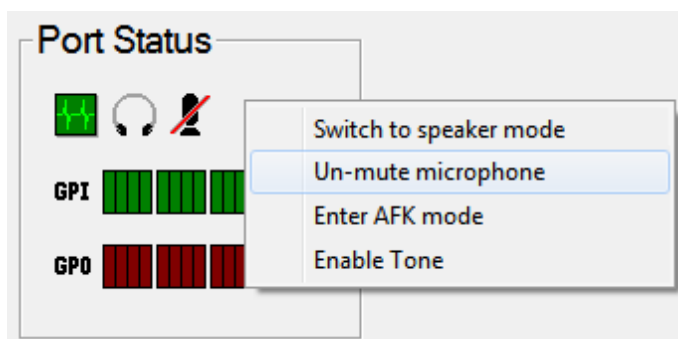 Port Status
Switch to speaker mode
Un-mute microphone
GPI
Enter AFK mode
GPO
Enable Tone